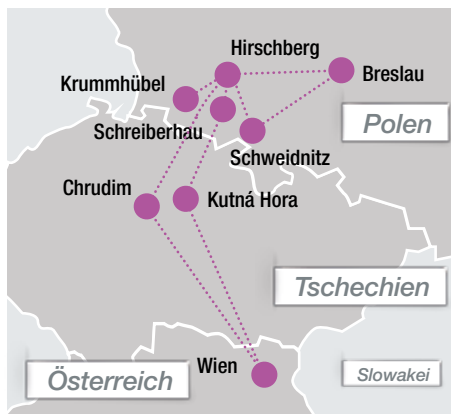 Hirschberg
Krummhübel
Breslau
Polen
Schreiberhau
Schweidnitz
Chrudim
Kutná Hora
Tschechien
Wien
Österreich
Slowakei